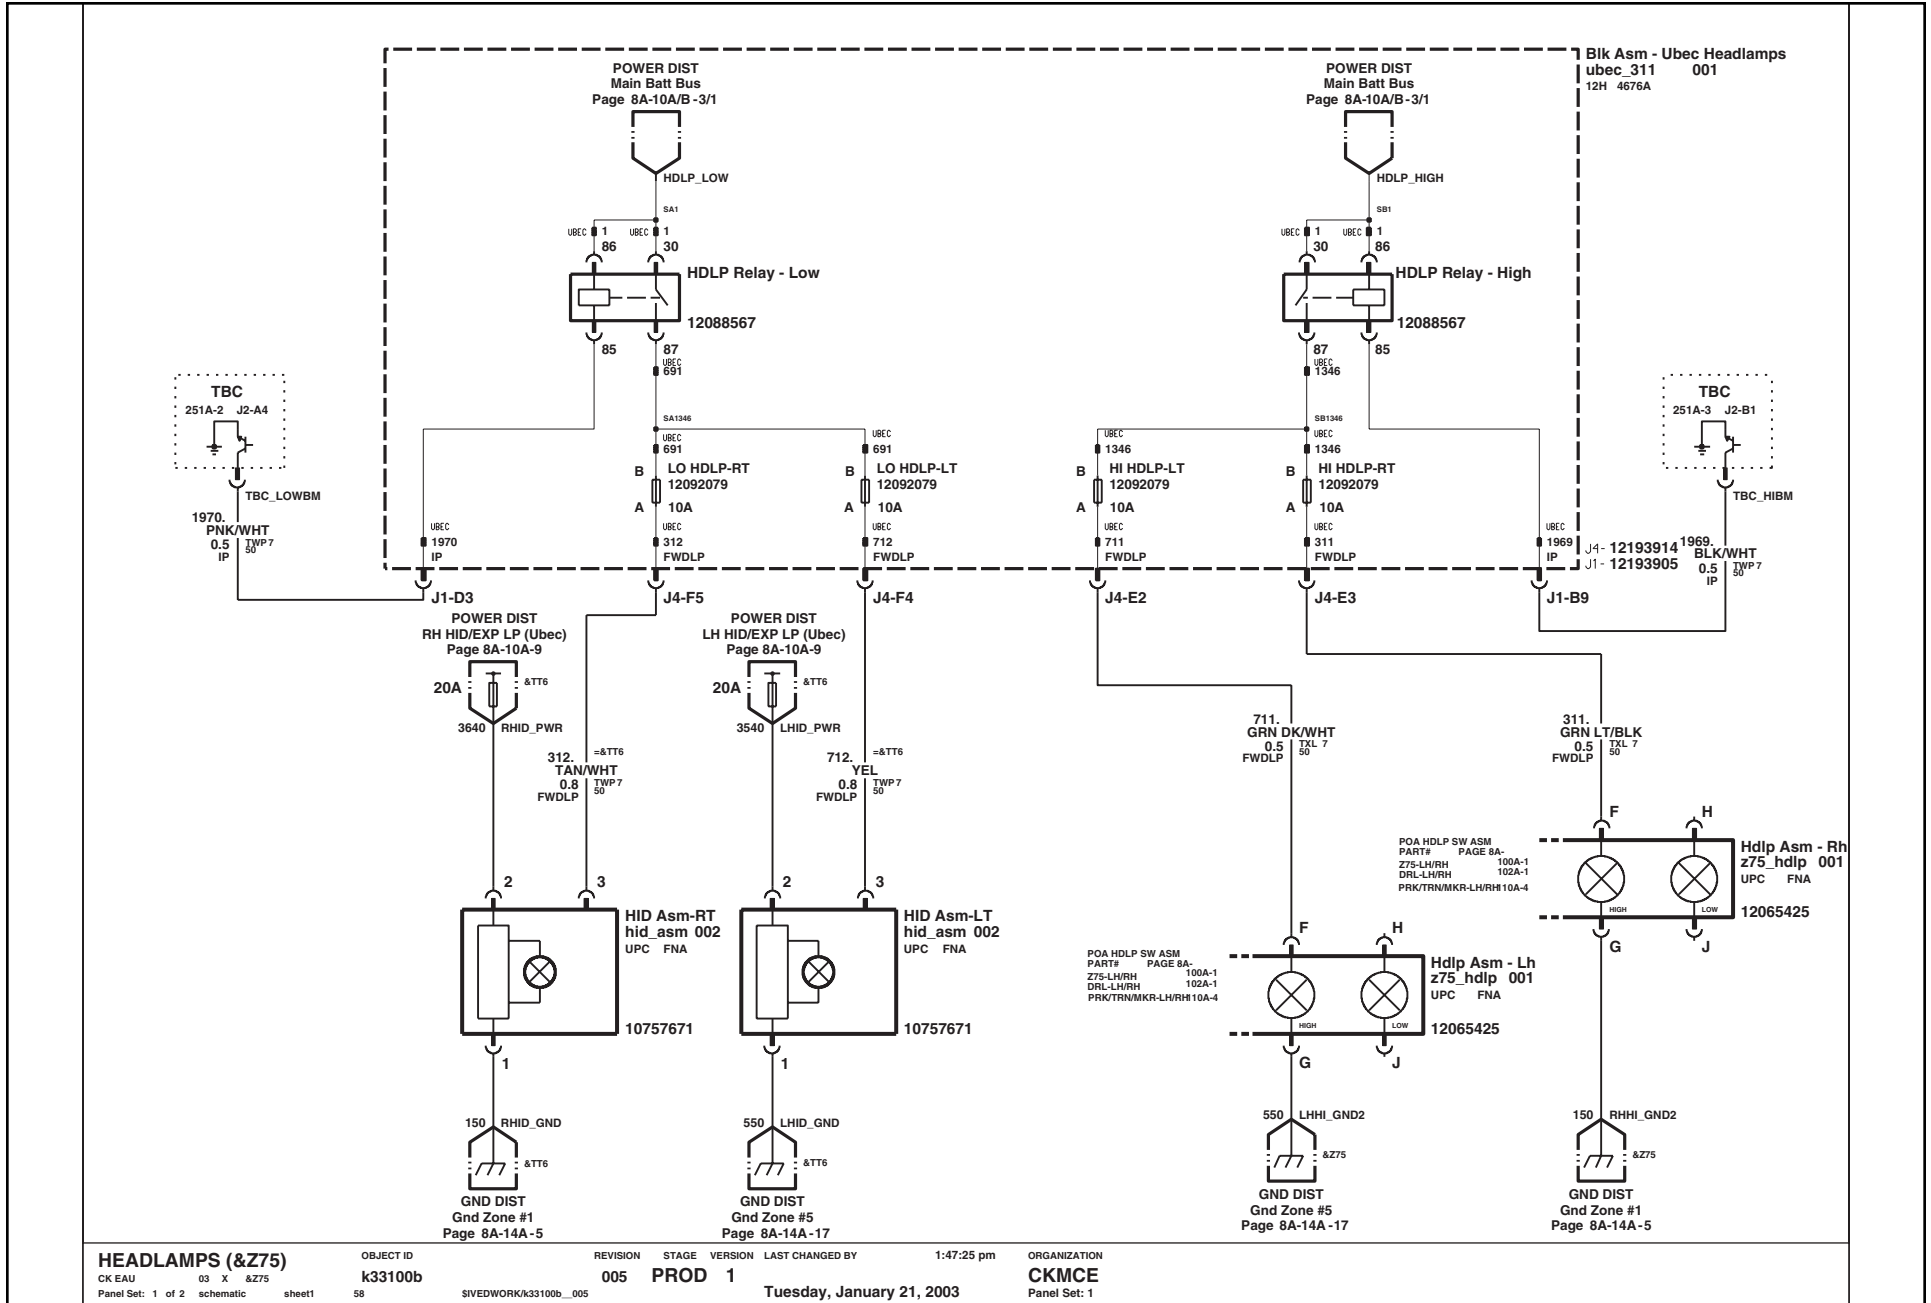 Blk Asm - Ubec Headlamps
ubec_311 001
12H 4676A
POWER DIST
Main Batt Bus
Page 8A-10A/B-3/1
HDLP_LOW
SA1
UBEC 1
UBEC 1
86
30
HDLP Relay - Low
12088567
85
87
UBEC
691
SA1346
UBEC
691
UBEC
691
B
LO HDLP-RT
12092079
A
10A
B
LO HDLP-LT
12092079
A
10A
UBEC
1970
IP
UBEC
312
FWDLP
UBEC
712
FWDLP
POWER DIST
Main Batt Bus
Page 8A-10A/B-3/1
HDLP_HIGH
SB1
UBEC 1
UBEC 1
30
86
HDLP Relay - High
12088567
87
85
UBEC
1346
SB1346
UBEC
1346
UBEC
1346
B
HI HDLP-LT
12092079
A
10A
B
HI HDLP-RT
12092079
A
10A
UBEC
711
FWDLP
UBEC
311
FWDLP
UBEC
1969
IP
J4- 12193914
J1- 12193905
TBC
251A-2 J2-A4
TBC_LOWBM
1970.
PNK/WHT
0.5 TWP 7
50
IP
TBC
251A-3 J2-B1
TBC_HIBM
1969.
BLK/WHT
0.5 TWP 7
50
IP
J1-D3
J4-F5
J4-F4
J4-E2
J4-E3
J1-B9
POWER DIST
RH HID/EXP LP (Ubec)
Page 8A-10A-9
20A
&TT6
3640 RHID_PWR
POWER DIST
LH HID/EXP LP (Ubec)
Page 8A-10A-9
20A
&TT6
3540 LHID_PWR
312. =&TT6
TAN/WHT
0.8 TWP 7
50
FWDLP
712. =&TT6
YEL
0.8 TWP 7
50
FWDLP
711.
GRN DK/WHT
0.5 TXL 7
50
FWDLP
311.
GRN LT/BLK
0.5 TXL 7
50
FWDLP
2
3
HID Asm-RT
hid_asm 002
UPC FNA
10757671
1
2
3
HID Asm-LT
hid_asm 002
UPC FNA
10757671
1
F
H
POA HDLP SW ASM
PART# PAGE 8A-
Z75-LH/RH 100A-1
DRL-LH/RH 102A-1
PRK/TRN/MKR-LH/RH110A-4
HIGH
LOW
Hdlp Asm - Rh
z75_hdlp 001
UPC FNA
12065425
G
J
F
H
POA HDLP SW ASM
PART# PAGE 8A-
Z75-LH/RH 100A-1
DRL-LH/RH 102A-1
PRK/TRN/MKR-LH/RH110A-4
HIGH
LOW
Hdlp Asm - Lh
z75_hdlp 001
UPC FNA
12065425
G
J
150 RHID_GND
&TT6
GND DIST
Gnd Zone #1
Page 8A-14A-5
550 LHID_GND
&TT6
GND DIST
Gnd Zone #5
Page 8A-14A-17
550 LHHI_GND2
&Z75
GND DIST
Gnd Zone #5
Page 8A-14A-17
150 RHHI_GND2
&Z75
GND DIST
Gnd Zone #1
Page 8A-14A-5
HEADLAMPS (&Z75)
CK EAU 03 X &Z75
Panel Set: 1 of 2 schematic sheet1
OBJECT ID
k33100b
58
$IVEDWORK/k33100b__005
REVISION STAGE VERSION LAST CHANGED BY 1:47:25 pm
005 PROD 1
Tuesday, January 21, 2003
ORGANIZATION
CKMCE
Panel Set: 1